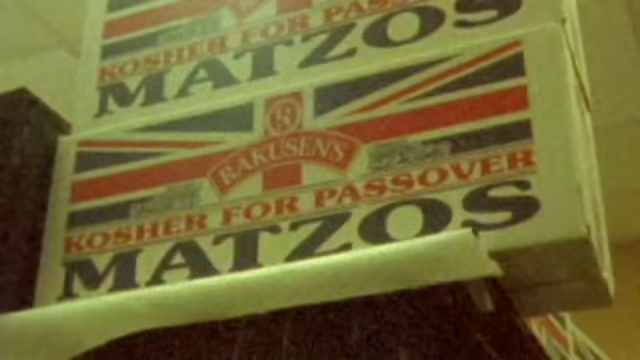 KOSHER FOR PASSOVER
MATZOS
RAKUSEN'S
KOSHER FOR PASSOVER
MATZOS